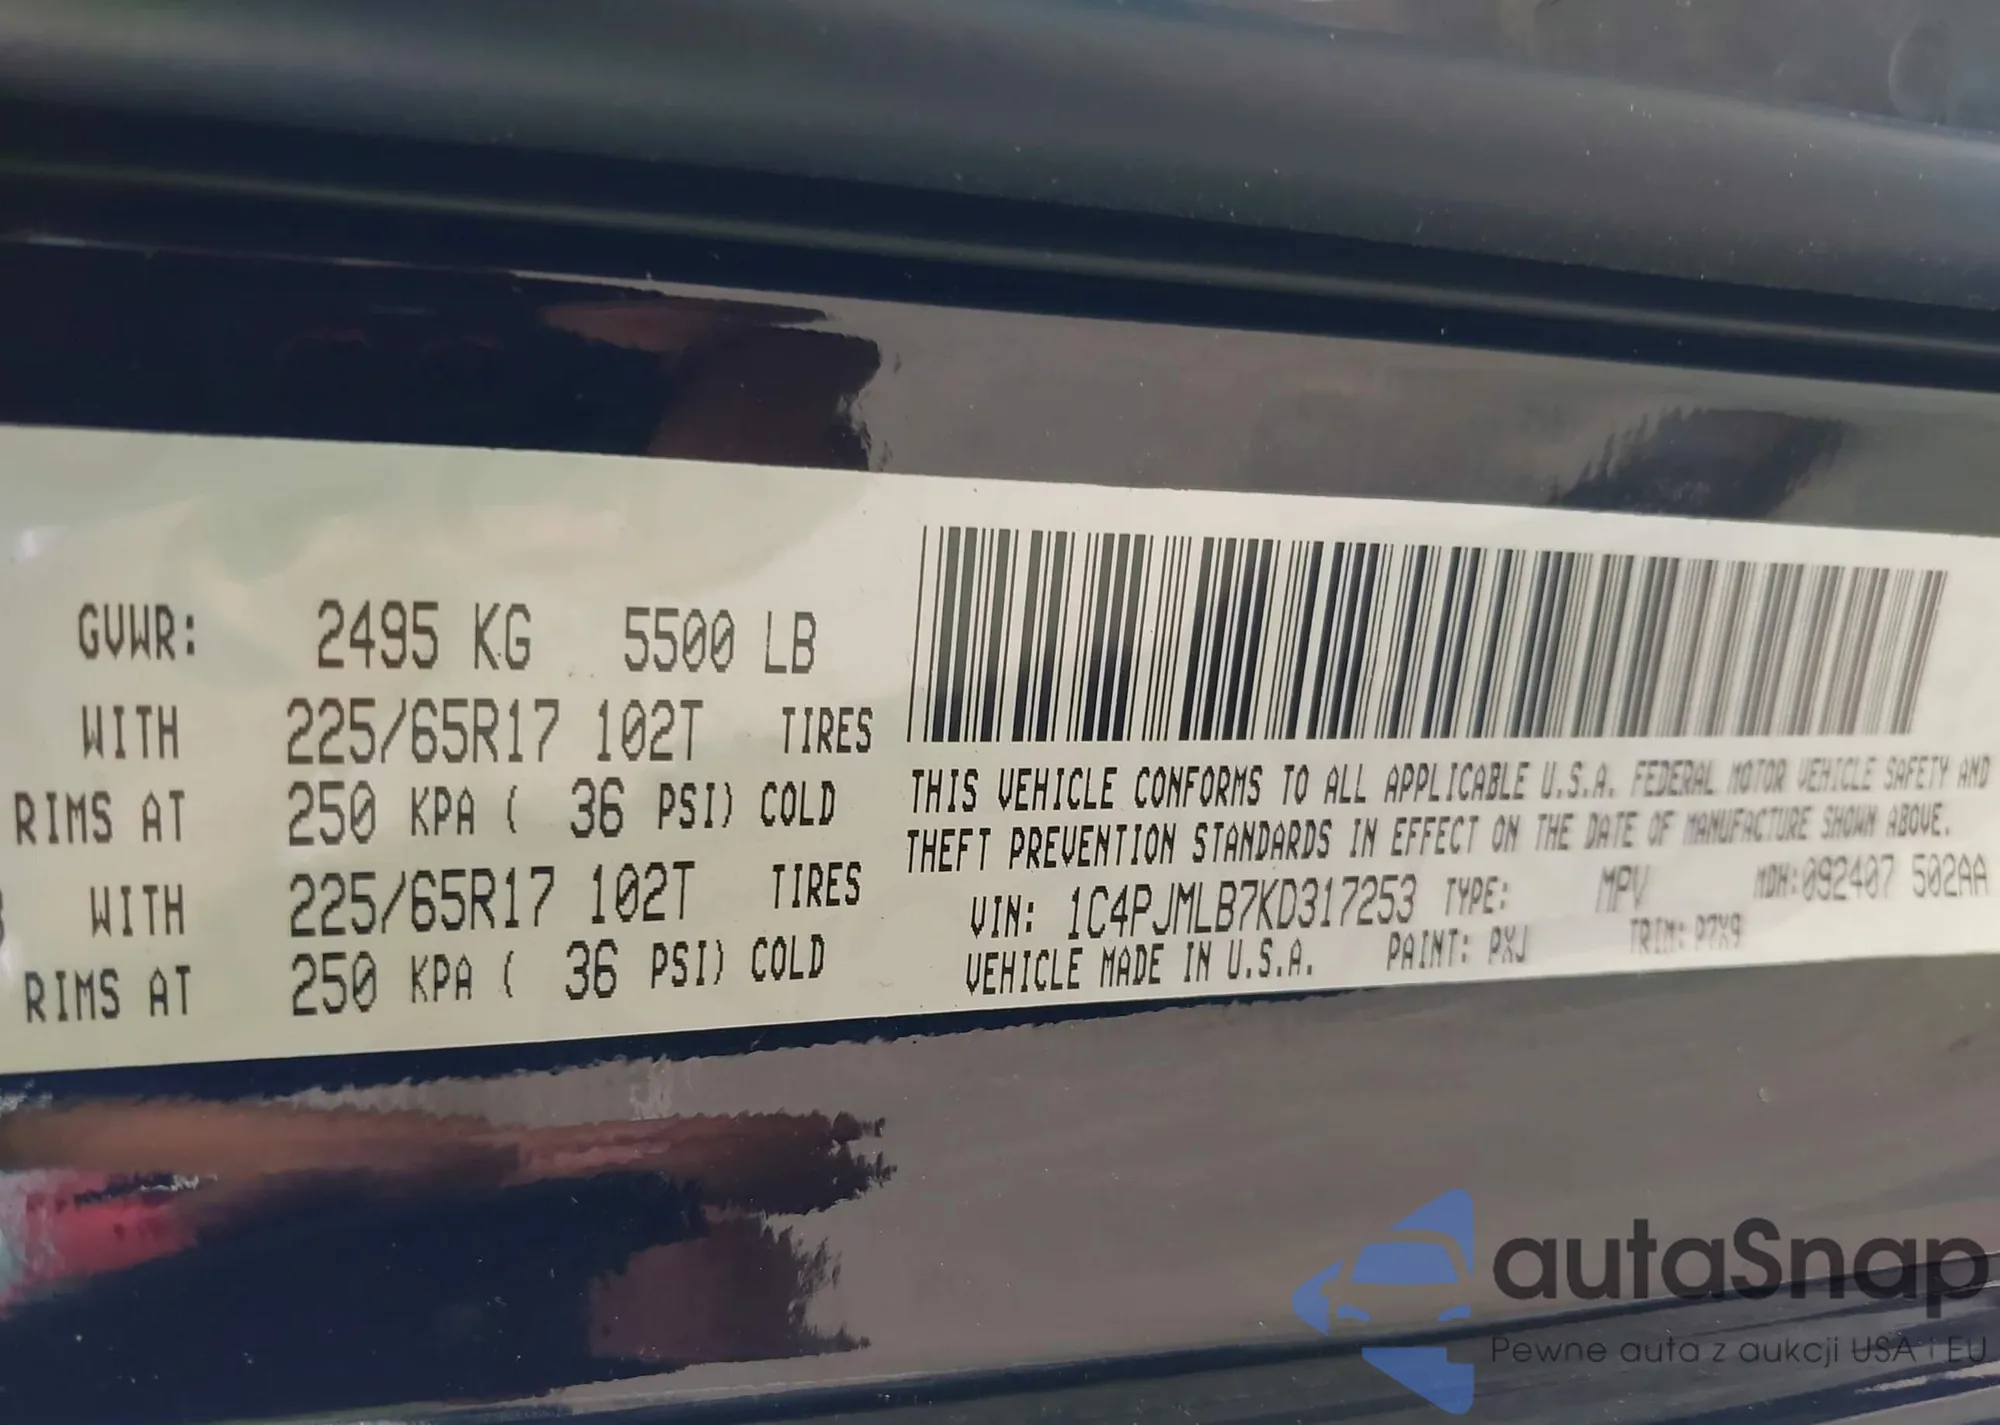 GVWR: 2495 KG 5500 LB
WITH 225/65R17 102T TIRES
RIMS AT 250 KPA ( 36 PSI) COLD
WITH 225/65R17 102T TIRES
RIMS AT 250 KPA ( 36 PSI) COLD
THIS VEHICLE CONFORMS TO ALL APPLICABLE U.S.A. FEDERAL MOTOR VEHICLE SAFETY AND
THEFT PREVENTION STANDARDS IN EFFECT ON THE DATE OF MANUFACTURE SHOWN ABOVE.
VIN: 1C4PJMLB7KD317253 TYPE: MPV MDH:092407 502AA
VEHICLE MADE IN U.S.A. PAINT: PXJ TRIM: P7X9
autaSnap
Pewne auta z aukcji USA i EU